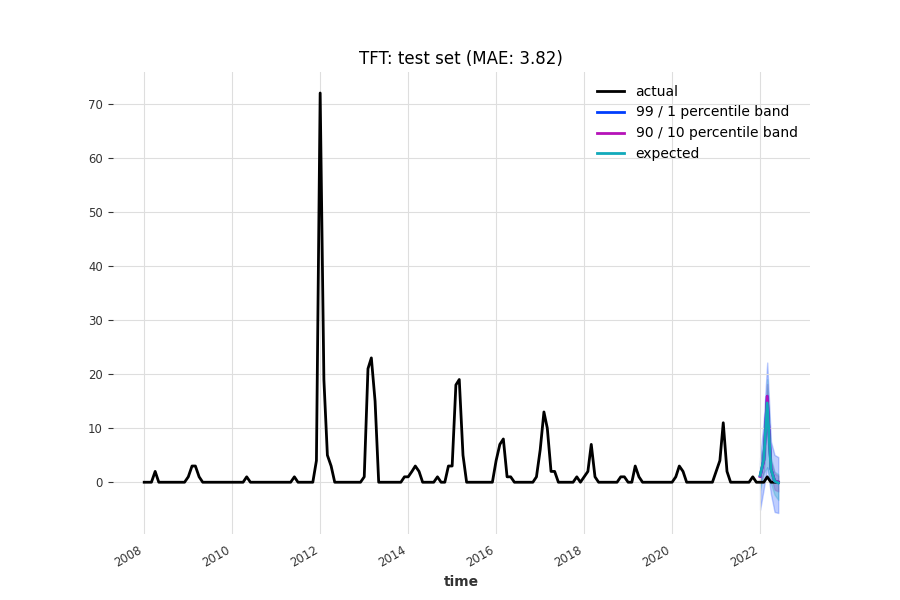 TFT: test set (MAE: 3.82)
actual
99 / 1 percentile band
90 / 10 percentile band
expected
70
60
50
40
30
20
10
0
2008
2010
2012
2014
2016
2018
2020
2022
time